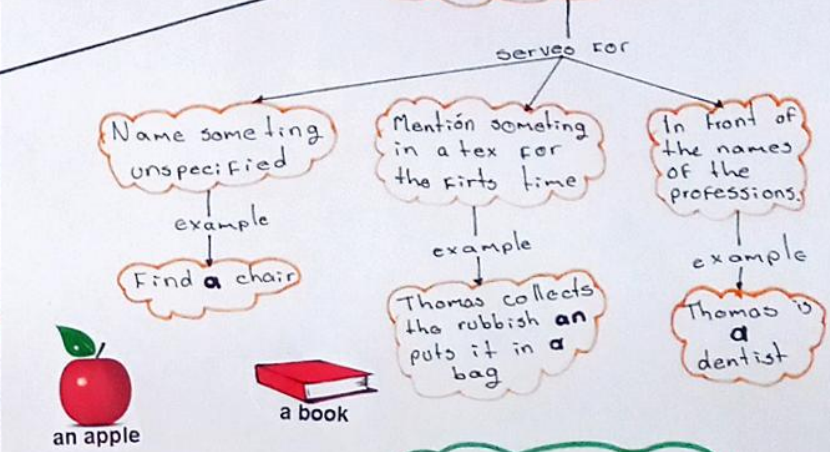 serves for
Name some ting
unspecified
example
Find a chair
Mentión someting
in a tex for
the firts time
example
Thomas collects
the rubbish an
puts it in a
bag
In front of
the names
of the
professions.
example
Thomas is
a
dentist
an apple
a book